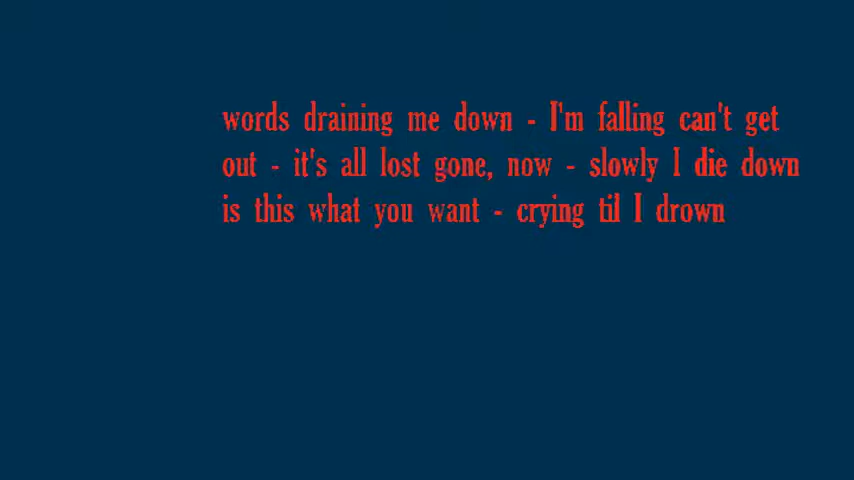 words draining me down - I'm falling can't get
out - it's all lost gone, now - slowly I die down
is this what you want - crying til I drown